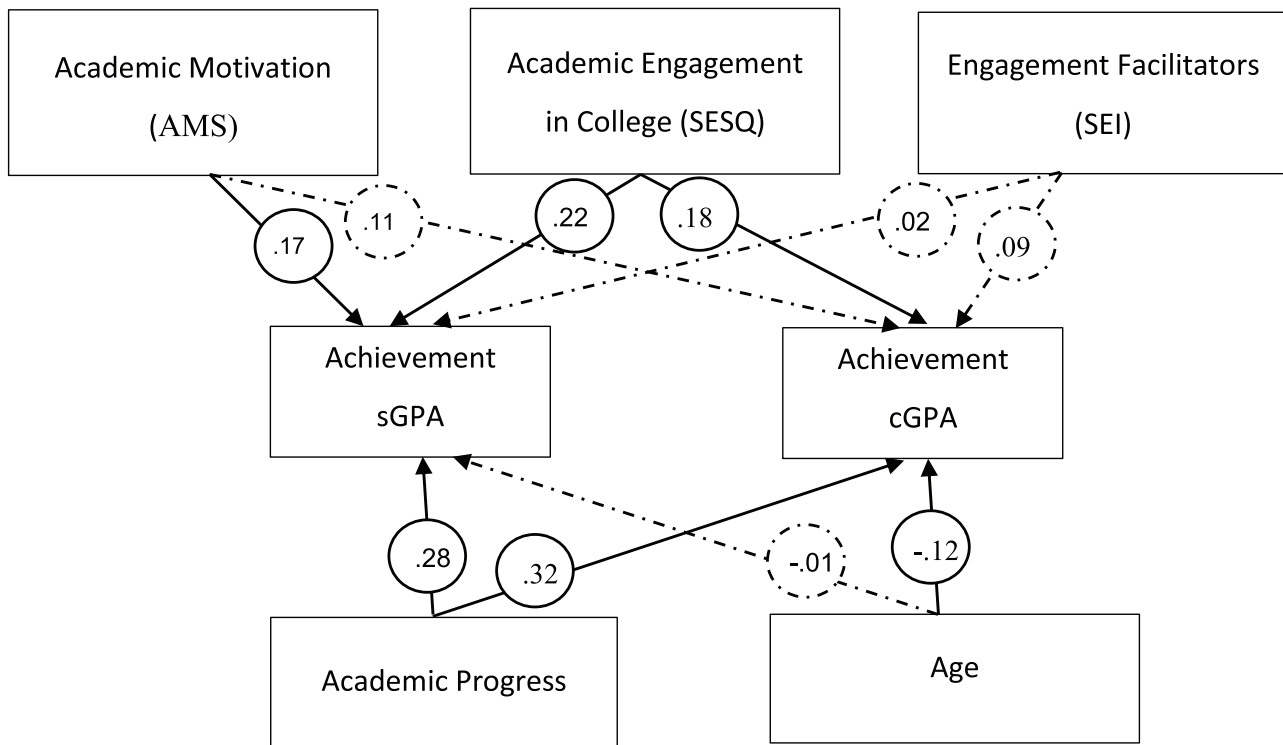 Academic Motivation
(AMS)
Academic Engagement
in College (SESQ)
Engagement Facilitators
(SEI)
.17
.11
.22
.18
.02
.09
Achievement
sGPA
Achievement
cGPA
.28
.32
-.01
-.12
Academic Progress
Age